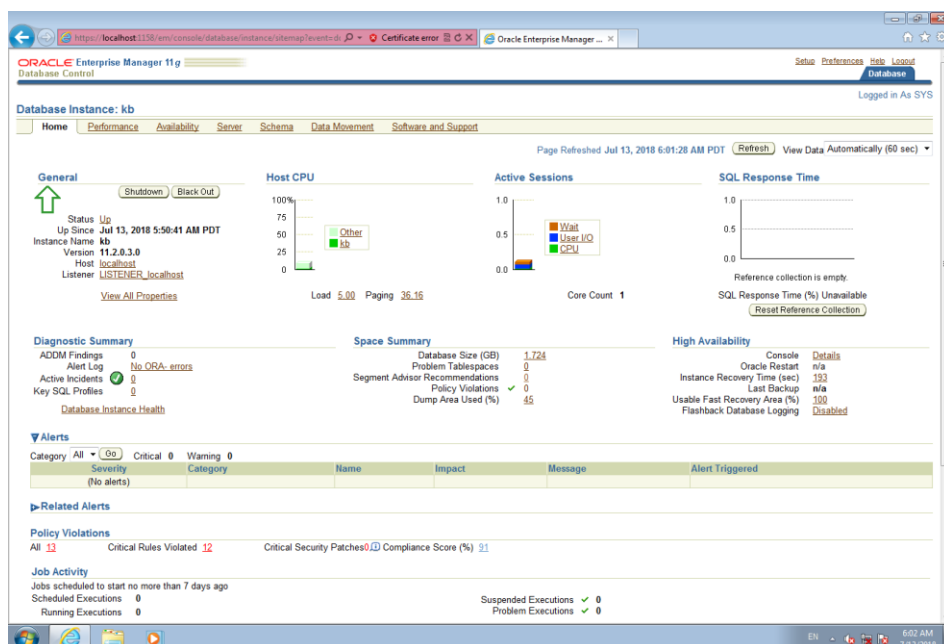 https://localhost:1158/em/console/database/instance/sitemap?event=d
Certificate error
Oracle Enterprise Manager ...
ORACLE Enterprise Manager 11g
Database Control
Setup Preferences Help Logout
Database
Logged in As SYS
Database Instance: kb
Home Performance Availability Server Schema Data Movement Software and Support
Page Refreshed Jul 13, 2018 6:01:28 AM PDT Refresh View Data Automatically (60 sec)
General
Shutdown Black Out
Status Up
Up Since Jul 13, 2018 5:50:41 AM PDT
Instance Name kb
Version 11.2.0.3.0
Host localhost
Listener LISTENER_localhost
View All Properties
Host CPU
100%
75
50
25
0
Other
kb
Load 5.00 Paging 36.16
Active Sessions
1.0
0.5
0.0
Wait
User I/O
CPU
Core Count 1
SQL Response Time
1.0
0.5
0.0
Reference collection is empty.
SQL Response Time (%) Unavailable
Reset Reference Collection
Diagnostic Summary
ADDM Findings 0
Alert Log No ORA- errors
Active Incidents 0
Key SQL Profiles 0
Database Instance Health
Space Summary
Database Size (GB) 1.724
Problem Tablespaces 0
Segment Advisor Recommendations 0
Policy Violations 0
Dump Area Used (%) 45
High Availability
Console Details
Oracle Restart n/a
Instance Recovery Time (sec) 193
Last Backup n/a
Usable Fast Recovery Area (%) 100
Flashback Database Logging Disabled
Alerts
Category All Go Critical 0 Warning 0
Severity Category Name Impact Message Alert Triggered
(No alerts)
Related Alerts
Policy Violations
All 13 Critical Rules Violated 12 Critical Security Patches 0 Compliance Score (%) 91
Job Activity
Jobs scheduled to start no more than 7 days ago
Scheduled Executions 0
Running Executions 0
Suspended Executions 0
Problem Executions 0
EN
6:02 AM